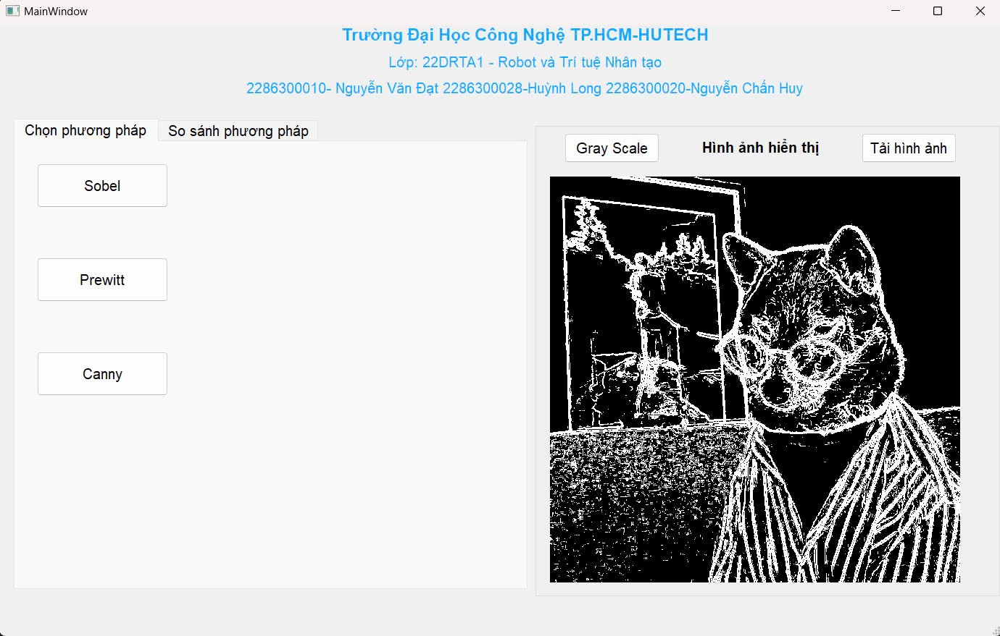 MainWindow
Trường Đại Học Công Nghệ TP.HCM-HUTECH
Lớp: 22DRTA1 - Robot và Trí tuệ Nhân tạo
2286300010- Nguyễn Văn Đạt 2286300028-Huỳnh Long 2286300020-Nguyễn Chấn Huy
Chọn phương pháp
So sánh phương pháp
Gray Scale
Hình ảnh hiển thị
Tải hình ảnh
Sobel
Prewitt
Canny